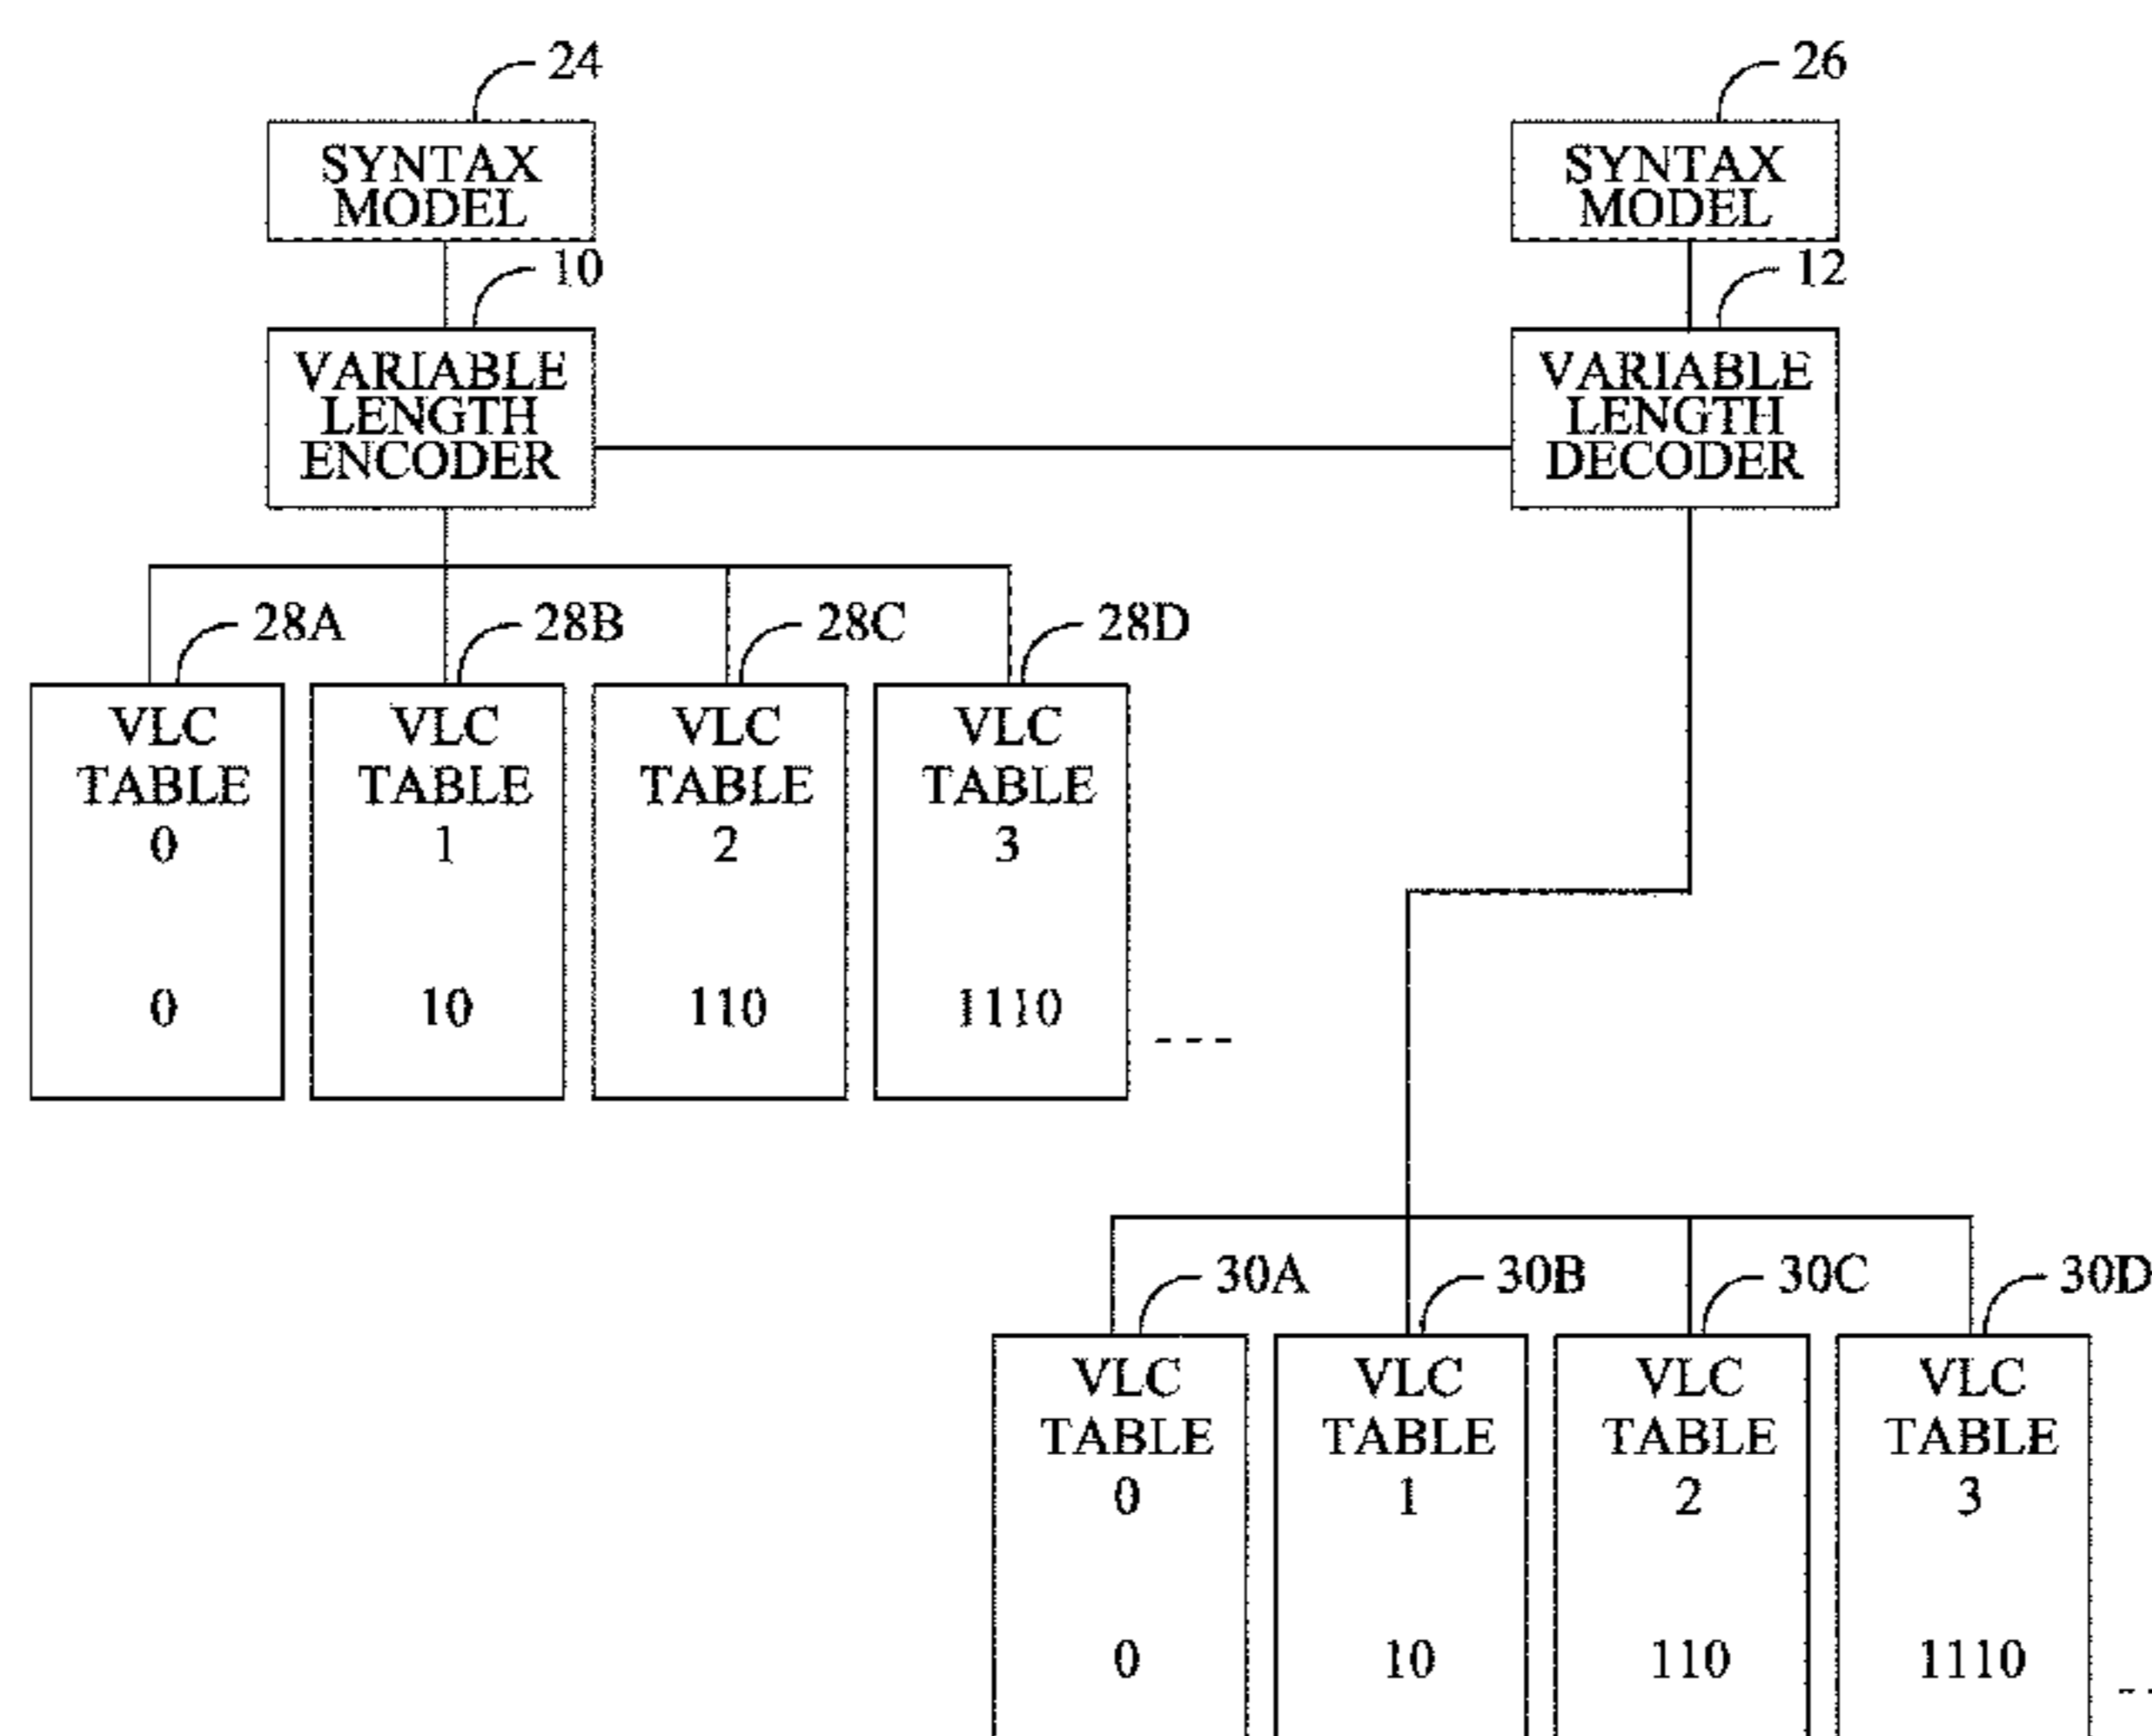 24
26
SYNTAX
MODEL
SYNTAX
MODEL
10
12
VARIABLE
LENGTH
ENCODER
VARIABLE
LENGTH
DECODER
28A
28B
28C
28D
VLC
TABLE
0
0
VLC
TABLE
1
10
VLC
TABLE
2
110
VLC
TABLE
3
1110
30A
30B
30C
30D
VLC
TABLE
0
0
VLC
TABLE
1
10
VLC
TABLE
2
110
VLC
TABLE
3
1110